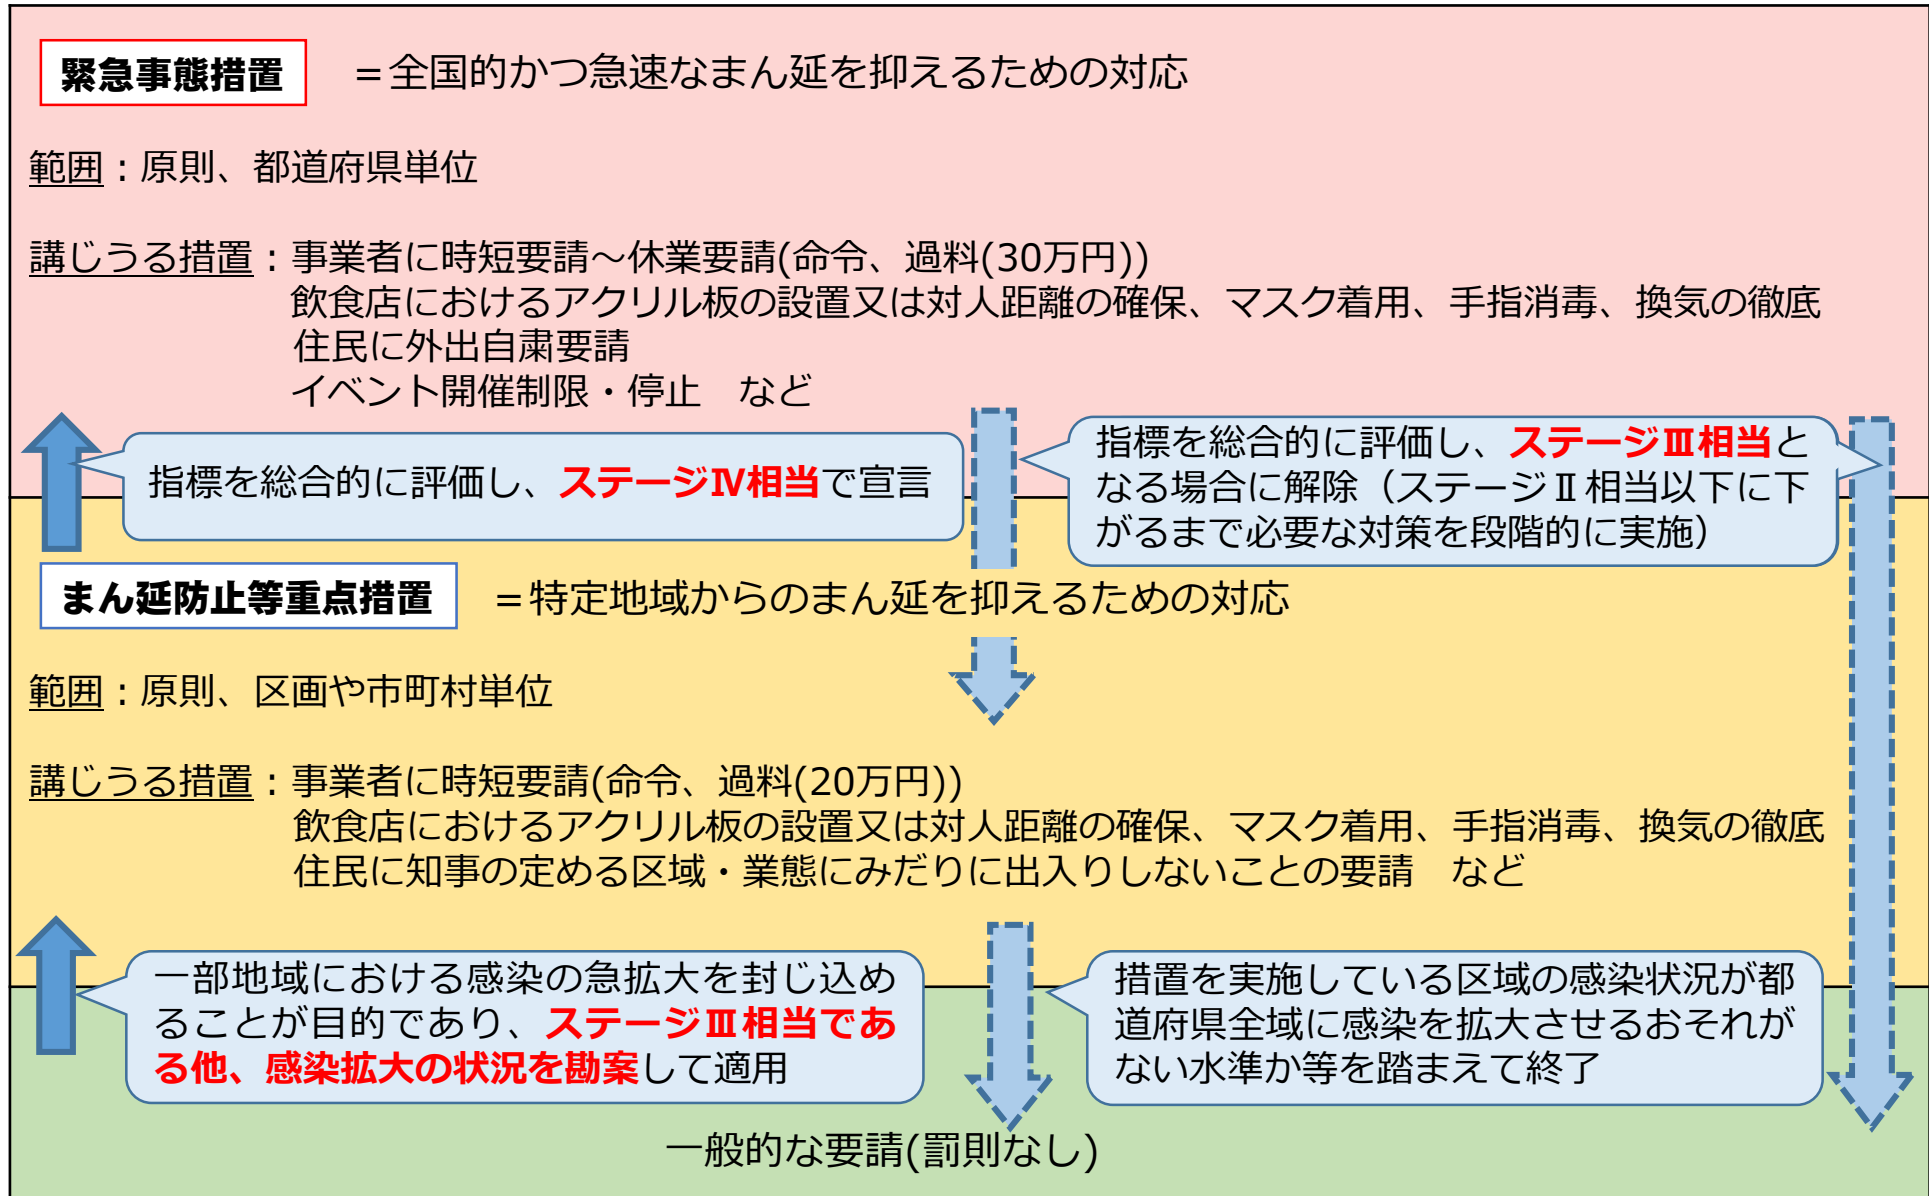 緊急事態措置 ＝全国的かつ急速なまん延を抑えるための対応
範囲：原則、都道府県単位
講じうる措置：事業者に時短要請～休業要請(命令、過料(30万円))
飲食店におけるアクリル板の設置又は対人距離の確保、マスク着用、手指消毒、換気の徹底
住民に外出自粛要請
イベント開催制限・停止　など
指標を総合的に評価し、ステージⅣ相当で宣言
指標を総合的に評価し、ステージⅢ相当と
なる場合に解除（ステージⅡ相当以下に下
がるまで必要な対策を段階的に実施）
まん延防止等重点措置 ＝特定地域からのまん延を抑えるための対応
範囲：原則、区画や市町村単位
講じうる措置：事業者に時短要請(命令、過料(20万円))
飲食店におけるアクリル板の設置又は対人距離の確保、マスク着用、手指消毒、換気の徹底
住民に知事の定める区域・業態にみだりに出入りしないことの要請　など
一部地域における感染の急拡大を封じ込め
ることが目的であり、ステージⅢ相当であ
る他、感染拡大の状況を勘案して適用
措置を実施している区域の感染状況が都
道府県全域に感染を拡大させるおそれが
ない水準か等を踏まえて終了
一般的な要請(罰則なし)